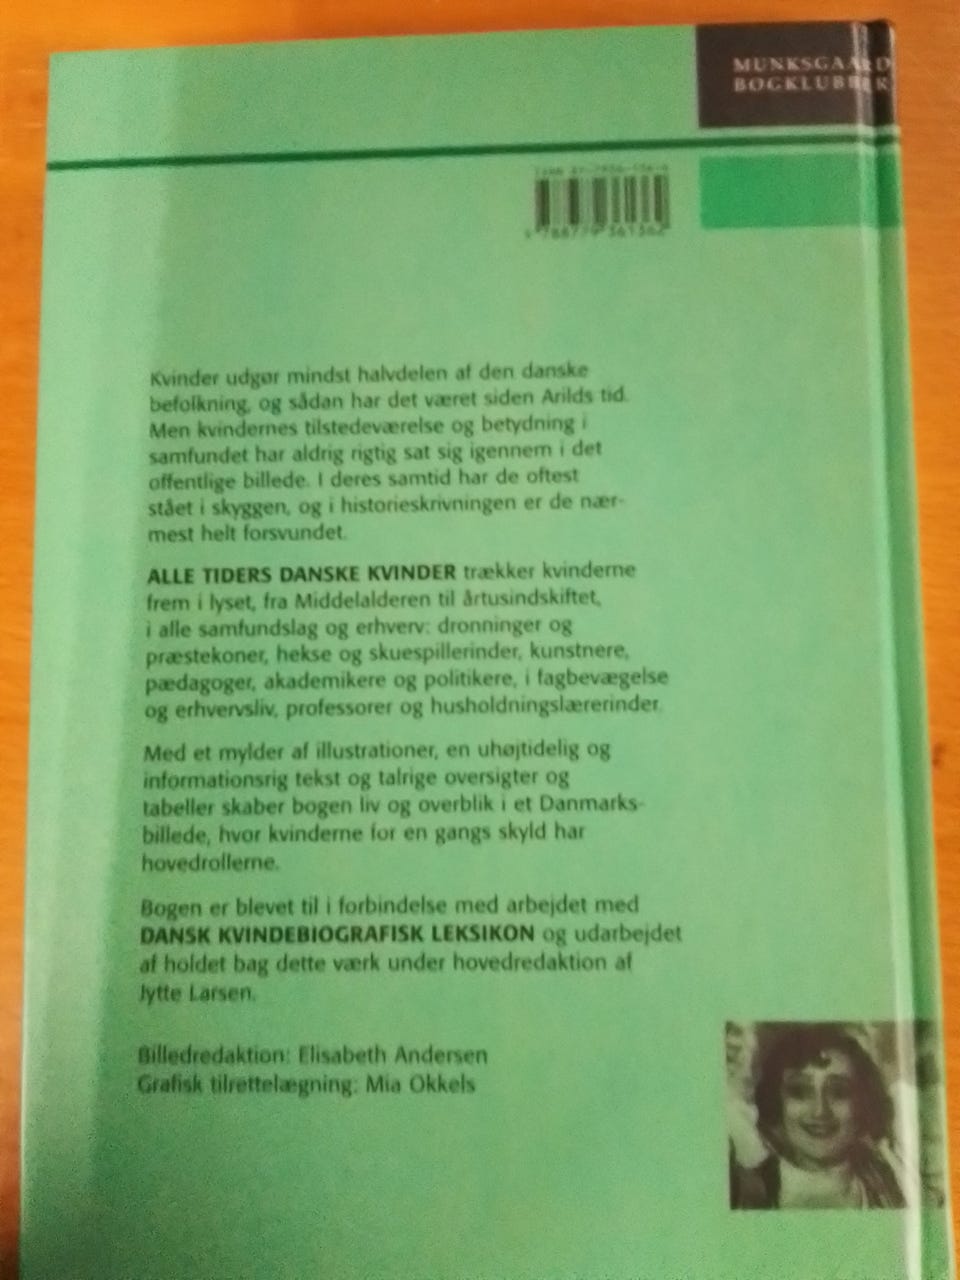 MUNKSGAARD
BOGKLUBBER
Kvinder udgør mindst halvdelen af den danske
befolkning, og sådan har det været siden Arilds tid.
Men kvindernes tilstedeværelse og betydning i
samfundet har aldrig rigtig sat sig igennem i det
offentlige billede. I deres samtid har de oftest
stået i skyggen, og i historieskrivningen er de nær-
mest helt forsvundet.
ALLE TIDERS DANSKE KVINDER trækker kvinderne
frem i lyset, fra Middelalderen til årtusindskiftet,
i alle samfundslag og erhverv: dronninger og
præstekoner, hekse og skuespillerinder, kunstnere,
pædagoger, akademikere og politikere, i fagbevægelse
og erhvervsliv, professorer og husholdningslærerinder.
Med et mylder af illustrationer, en uhøjtidelig og
informationsrig tekst og talrige oversigter og
tabeller skaber bogen liv og overblik i et Danmarks-
billede, hvor kvinderne for en gangs skyld har
hovedrollerne.
Bogen er blevet til i forbindelse med arbejdet med
DANSK KVINDEBIOGRAFISK LEKSIKON og udarbejdet
af holdet bag dette værk under hovedredaktion af
Jytte Larsen.
Billedredaktion: Elisabeth Andersen
Grafisk tilrettelægning: Mia Okkels